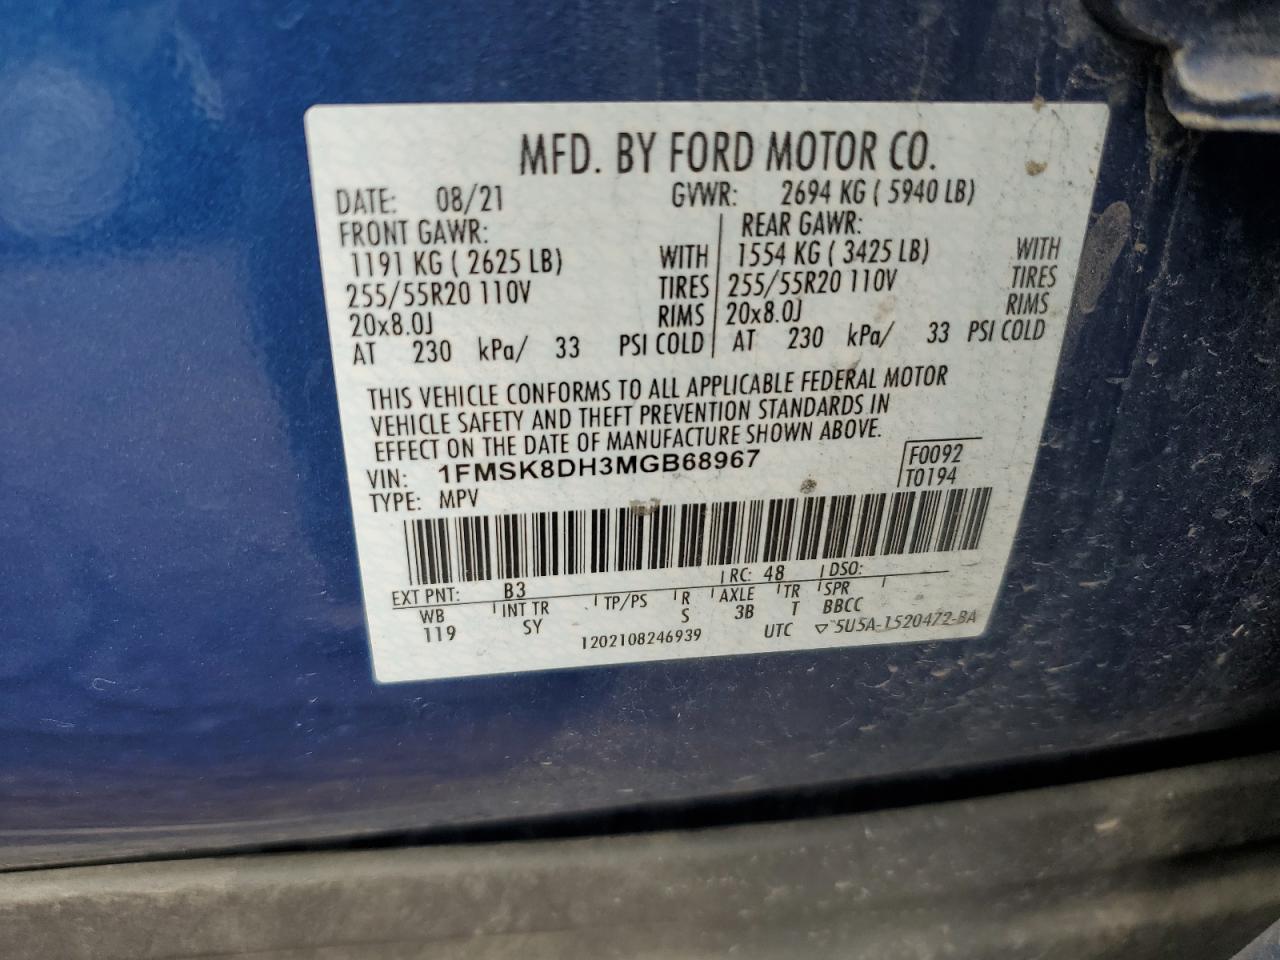 MFD. BY FORD MOTOR CO.
DATE: 08/21 GVWR: 2694 KG ( 5940 LB)
FRONT GAWR: REAR GAWR:
1191 KG ( 2625 LB) WITH 1554 KG ( 3425 LB) WITH
255/55R20 110V TIRES 255/55R20 110V TIRES
20x8.0J RIMS 20x8.0J RIMS
AT 230 kPa/ 33 PSI COLD AT 230 kPa/ 33 PSI COLD
THIS VEHICLE CONFORMS TO ALL APPLICABLE FEDERAL MOTOR
VEHICLE SAFETY AND THEFT PREVENTION STANDARDS IN
EFFECT ON THE DATE OF MANUFACTURE SHOWN ABOVE.
VIN: 1FMSK8DH3MGB68967 F0092
TYPE: MPV T0194
EXT PNT: B3 RC: 48 DSO:
WB INT TR TP/PS R AXLE TR SPR
119 SY S 3B T BBCC
1202108246939 UTC ▽5U5A-1520472-BA